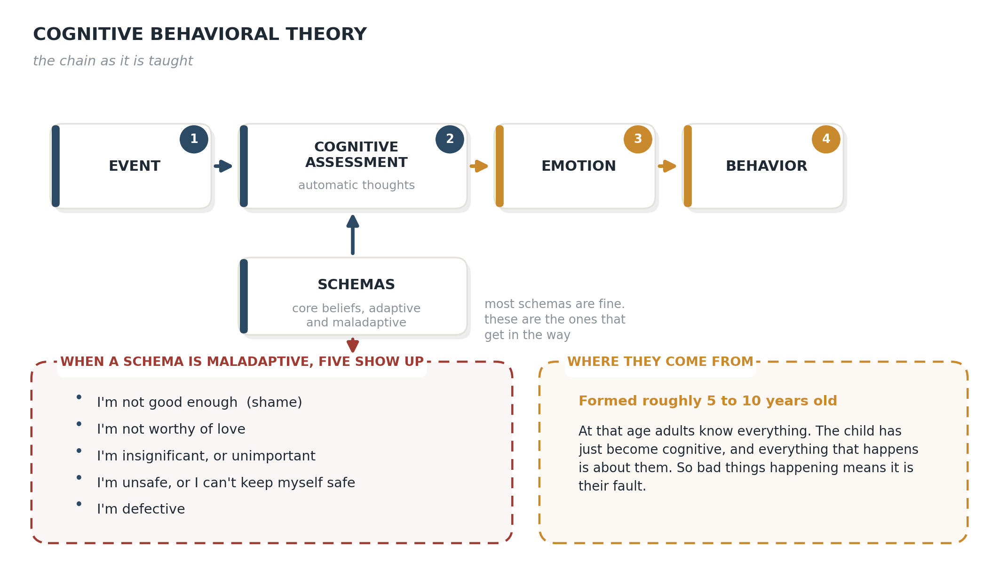 COGNITIVE BEHAVIORAL THEORY
the chain as it is taught
1
EVENT
2
COGNITIVE
ASSESSMENT
automatic thoughts
3
EMOTION
4
BEHAVIOR
SCHEMAS
core beliefs, adaptive
and maladaptive
most schemas are fine.
these are the ones that
get in the way
WHEN A SCHEMA IS MALADAPTIVE, FIVE SHOW UP
• I'm not good enough  (shame)
• I'm not worthy of love
• I'm insignificant, or unimportant
• I'm unsafe, or I can't keep myself safe
• I'm defective
WHERE THEY COME FROM
Formed roughly 5 to 10 years old
At that age adults know everything. The child has
just become cognitive, and everything that happens
is about them. So bad things happening means it is
their fault.